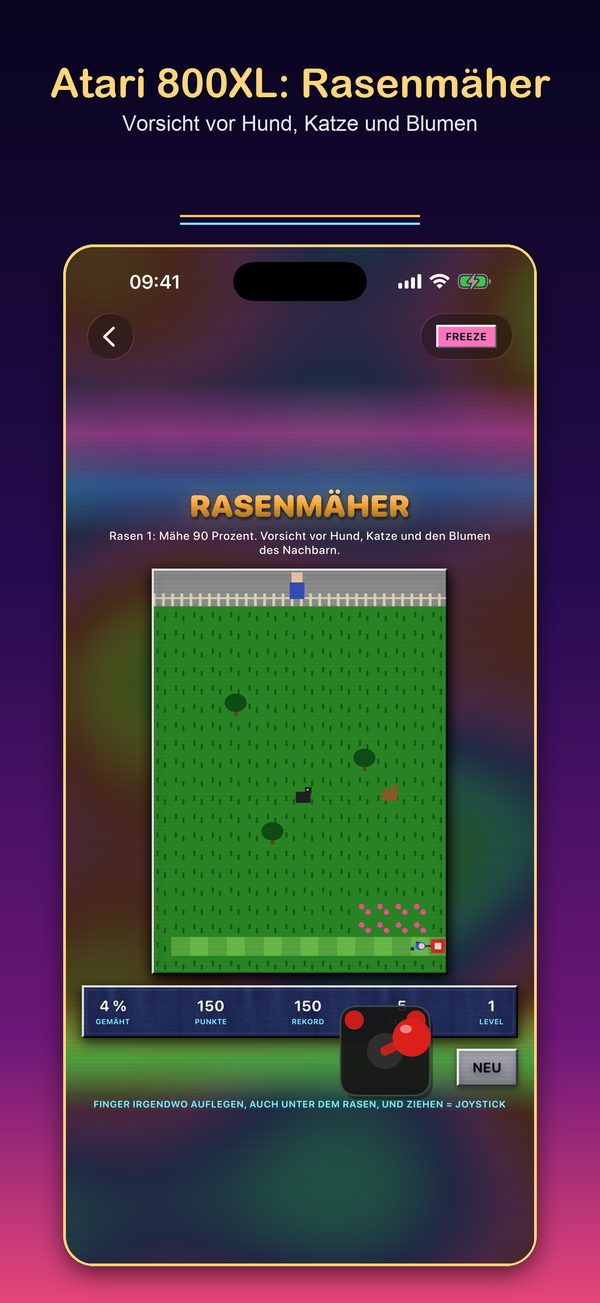 Atari 800XL: Rasenmäher
Vorsicht vor Hund, Katze und Blumen
09:41
FREEZE
RASENMÄHER
Rasen 1: Mähe 90 Prozent. Vorsicht vor Hund, Katze und den Blumen
des Nachbarn.
4 % 150 150 5 1
GEMÄHT PUNKTE REKORD LEVEL
NEU
FINGER IRGENDWO AUFLEGEN, AUCH UNTER DEM RASEN, UND ZIEHEN = JOYSTICK